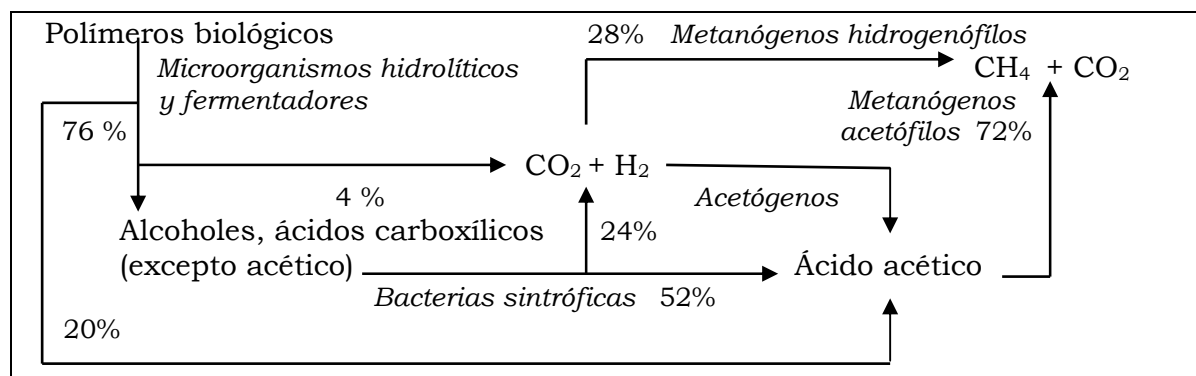 Polímeros biológicos
28% Metanógenos hidrogenófilos
Microorganismos hidrolíticos
y fermentadores
CH₄ + CO₂
Metanógenos
acetófilos 72%
76 %
CO₂ + H₂
4 %
Acetógenos
Alcoholes, ácidos carboxílicos
(excepto acético)
24%
Ácido acético
Bacterias sintróficas 52%
20%